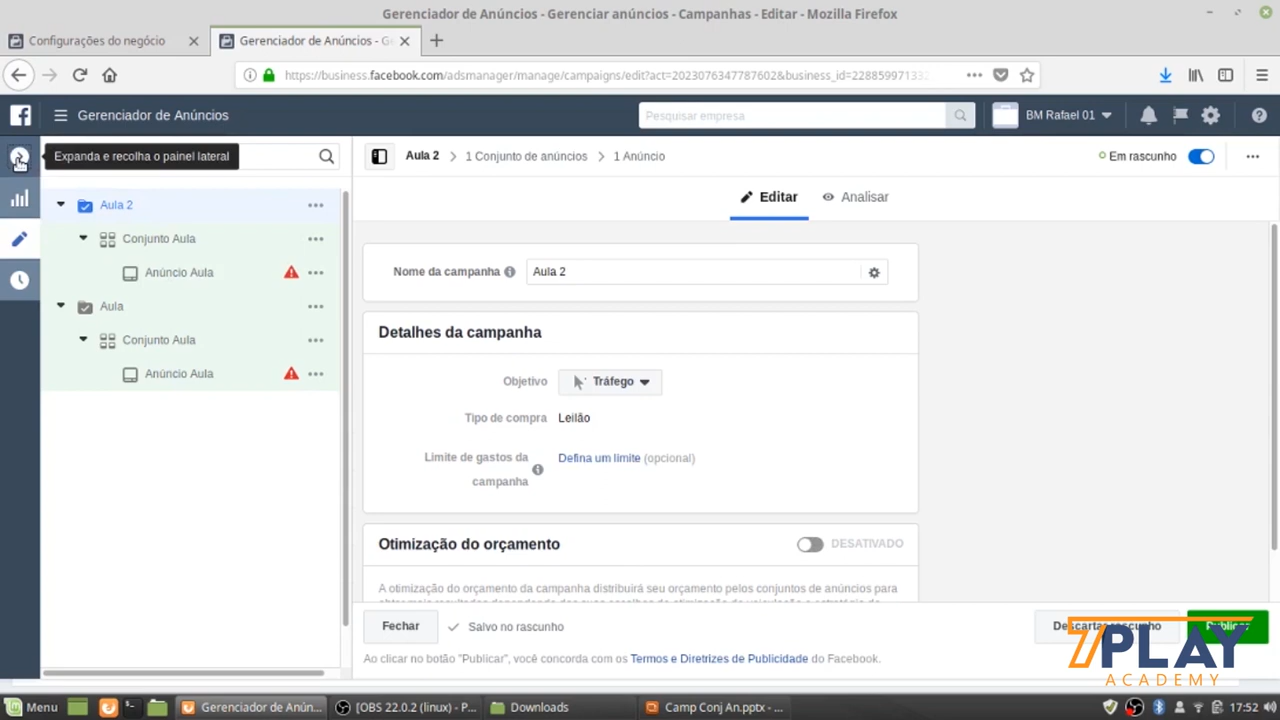 Gerenciador de Anúncios - Gerenciar anúncios - Campanhas - Editar - Mozilla Firefox
Configurações do negócio
Gerenciador de Anúncios - Ge
https://business.facebook.com/adsmanager/manage/campaigns/edit?act=2023076347787602&business_id=228859971332
Gerenciador de Anúncios
Pesquisar empresa
BM Rafael 01
Expanda e recolha o painel lateral
Aula 2
1 Conjunto de anúncios
1 Anúncio
Em rascunho
Editar
Analisar
Aula 2
Conjunto Aula
Anúncio Aula
Aula
Conjunto Aula
Anúncio Aula
Nome da campanha
Aula 2
Detalhes da campanha
Objetivo
Tráfego
Tipo de compra
Leilão
Limite de gastos da
campanha
Defina um limite (opcional)
Otimização do orçamento
DESATIVADO
A otimização do orçamento da campanha distribuirá seu orçamento pelos conjuntos de anúncios para
Fechar
Salvo no rascunho
Descartar rascunho
Publicar
Ao clicar no botão "Publicar", você concorda com os Termos e Diretrizes de Publicidade do Facebook.
7PLAY
ACADEMY
Menu
Gerenciador de Anún...
[OBS 22.0.2 (linux) - P...
Downloads
Camp Conj An.pptx - ...
17:52